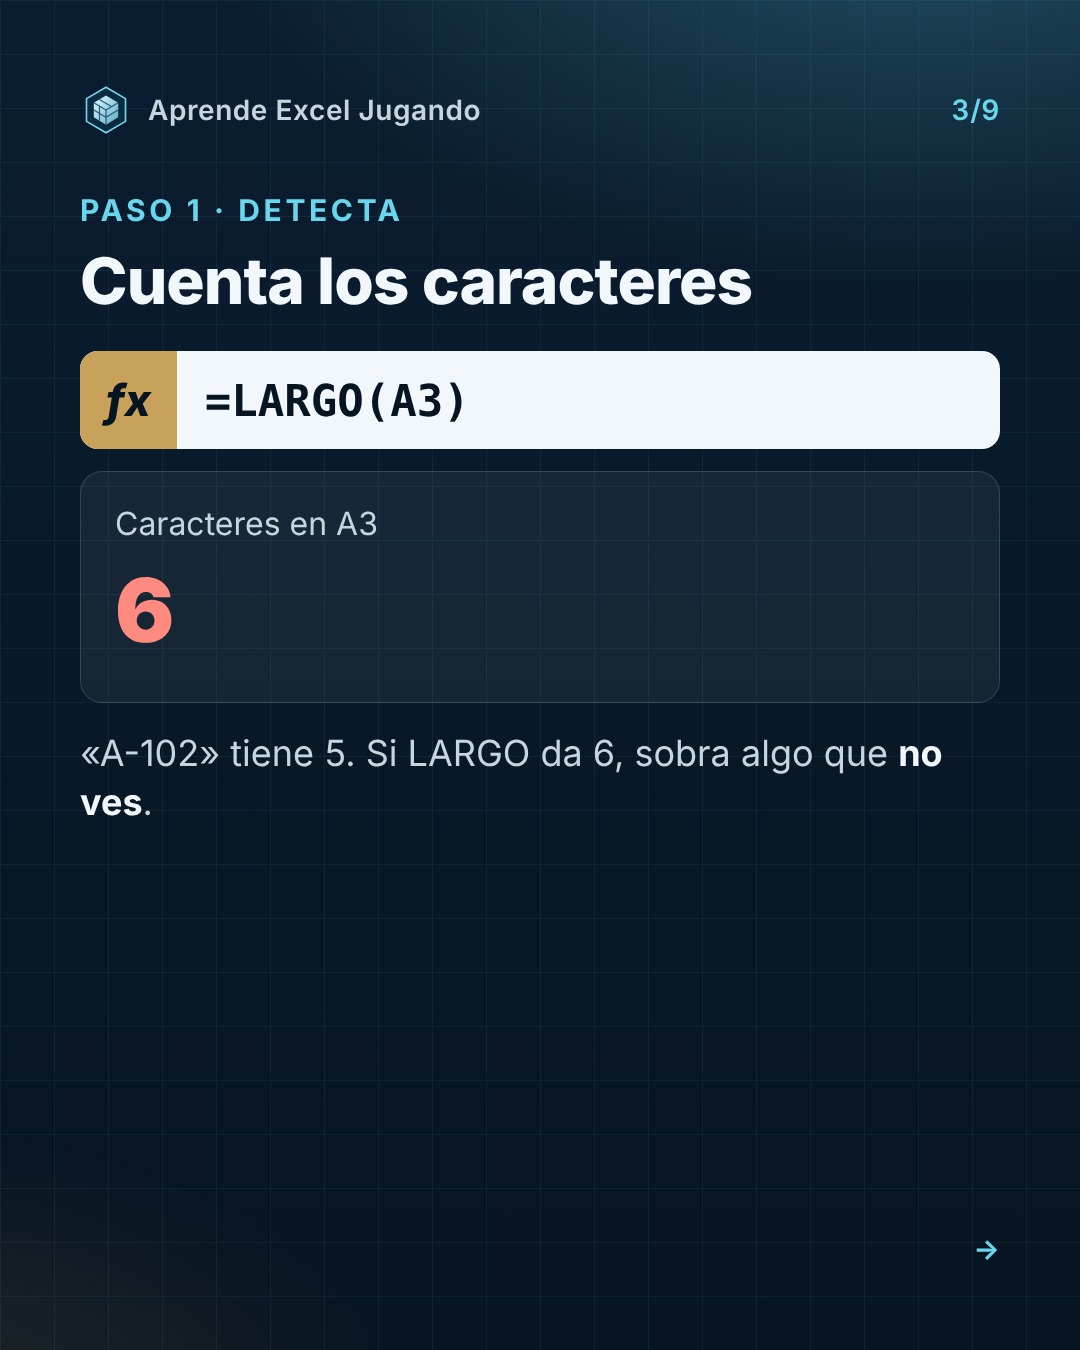 Aprende Excel Jugando
3/9
PASO 1 · DETECTA
Cuenta los caracteres
fx =LARGO(A3)
Caracteres en A3
6
«A-102» tiene 5. Si LARGO da 6, sobra algo que no
ves.
→